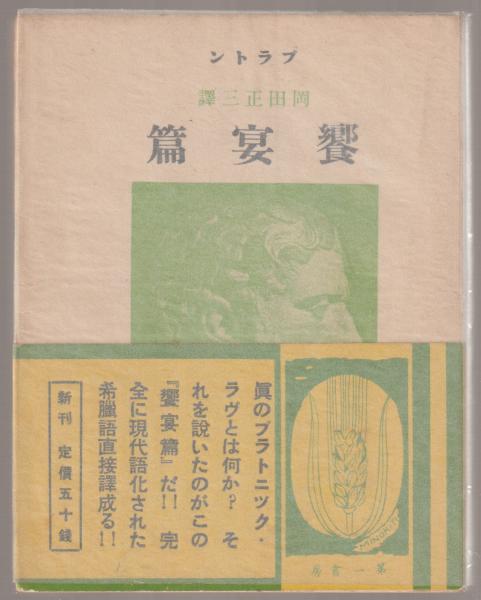 プラトン
岡田正三譯
饗宴篇
眞のプラトニツク・
ラヴとは何か? そ
れを說いたのがこの
『饗宴篇』だ!! 完
全に現代語化された
希臘語直接譯成る!!
新刊 定價五十錢
第一書房